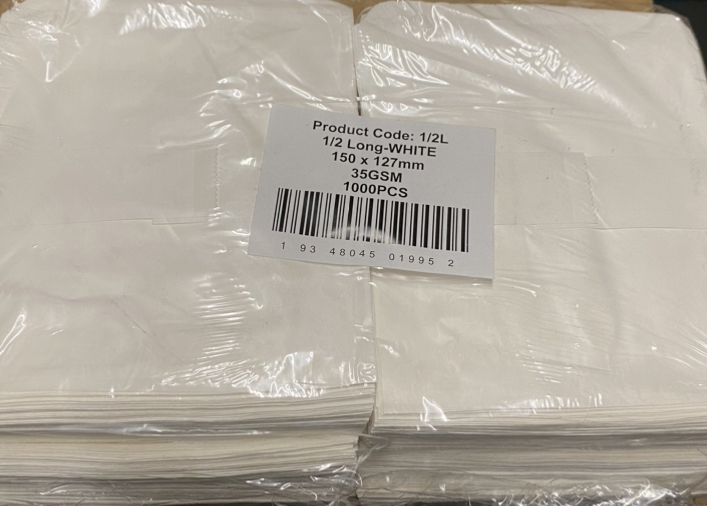 Product Code: 1/2L
1/2 Long-WHITE
150 x 127mm
35GSM
1000PCS
1 93 48045 01995 2